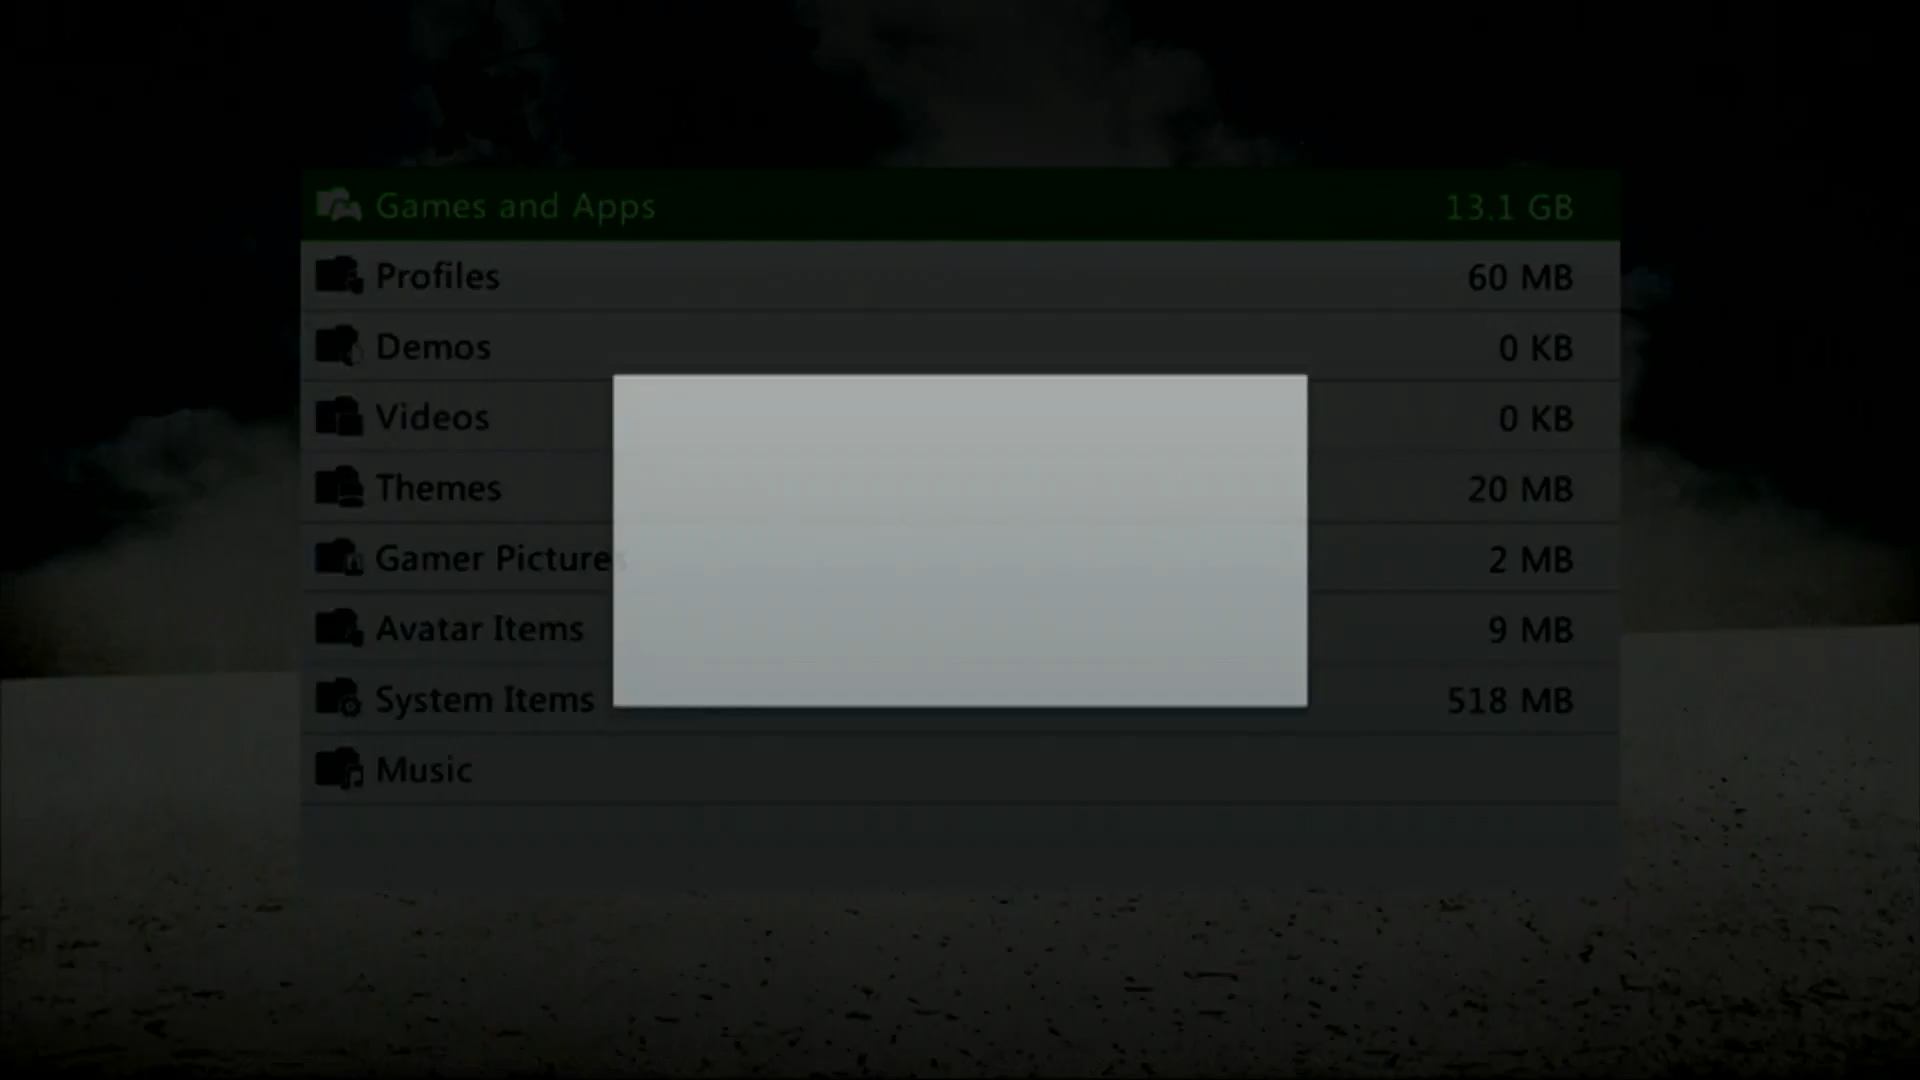 Games and Apps 13.1 GB
Profiles 60 MB
Demos 0 KB
Videos 0 KB
Themes 20 MB
Gamer Pictures 2 MB
Avatar Items 9 MB
System Items 518 MB
Music